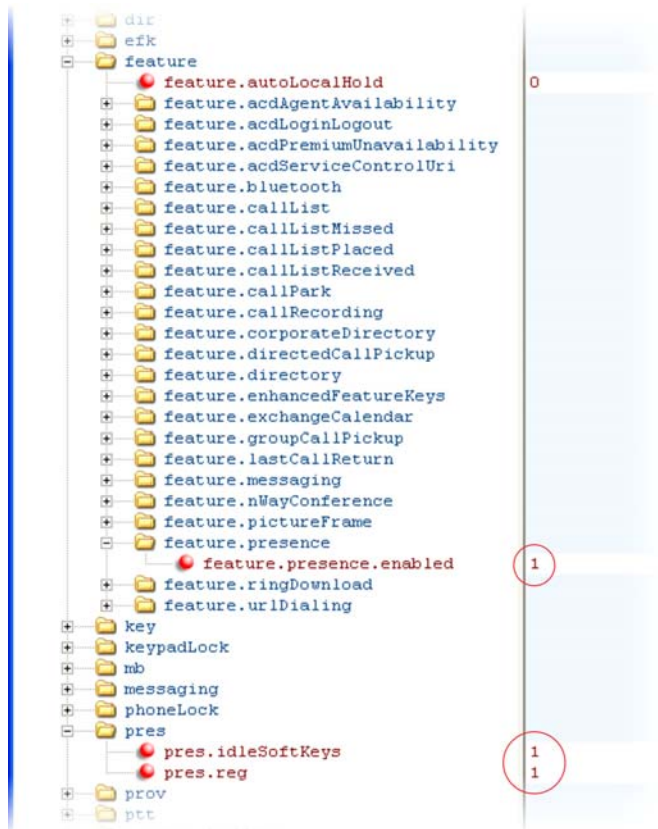 dir
efk
feature
feature.autoLocalHold 0
feature.acdAgentAvailability
feature.acdLoginLogout
feature.acdPremiumUnavailability
feature.acdServiceControlUri
feature.bluetooth
feature.callList
feature.callListMissed
feature.callListPlaced
feature.callListReceived
feature.callPark
feature.callRecording
feature.corporateDirectory
feature.directedCallPickup
feature.directory
feature.enhancedFeatureKeys
feature.exchangeCalendar
feature.groupCallPickup
feature.lastCallReturn
feature.messaging
feature.nWayConference
feature.pictureFrame
feature.presence
feature.presence.enabled 1
feature.ringDownload
feature.urlDialing
key
keypadLock
mb
messaging
phoneLock
pres
pres.idleSoftKeys 1
pres.reg 1
prov
ptt